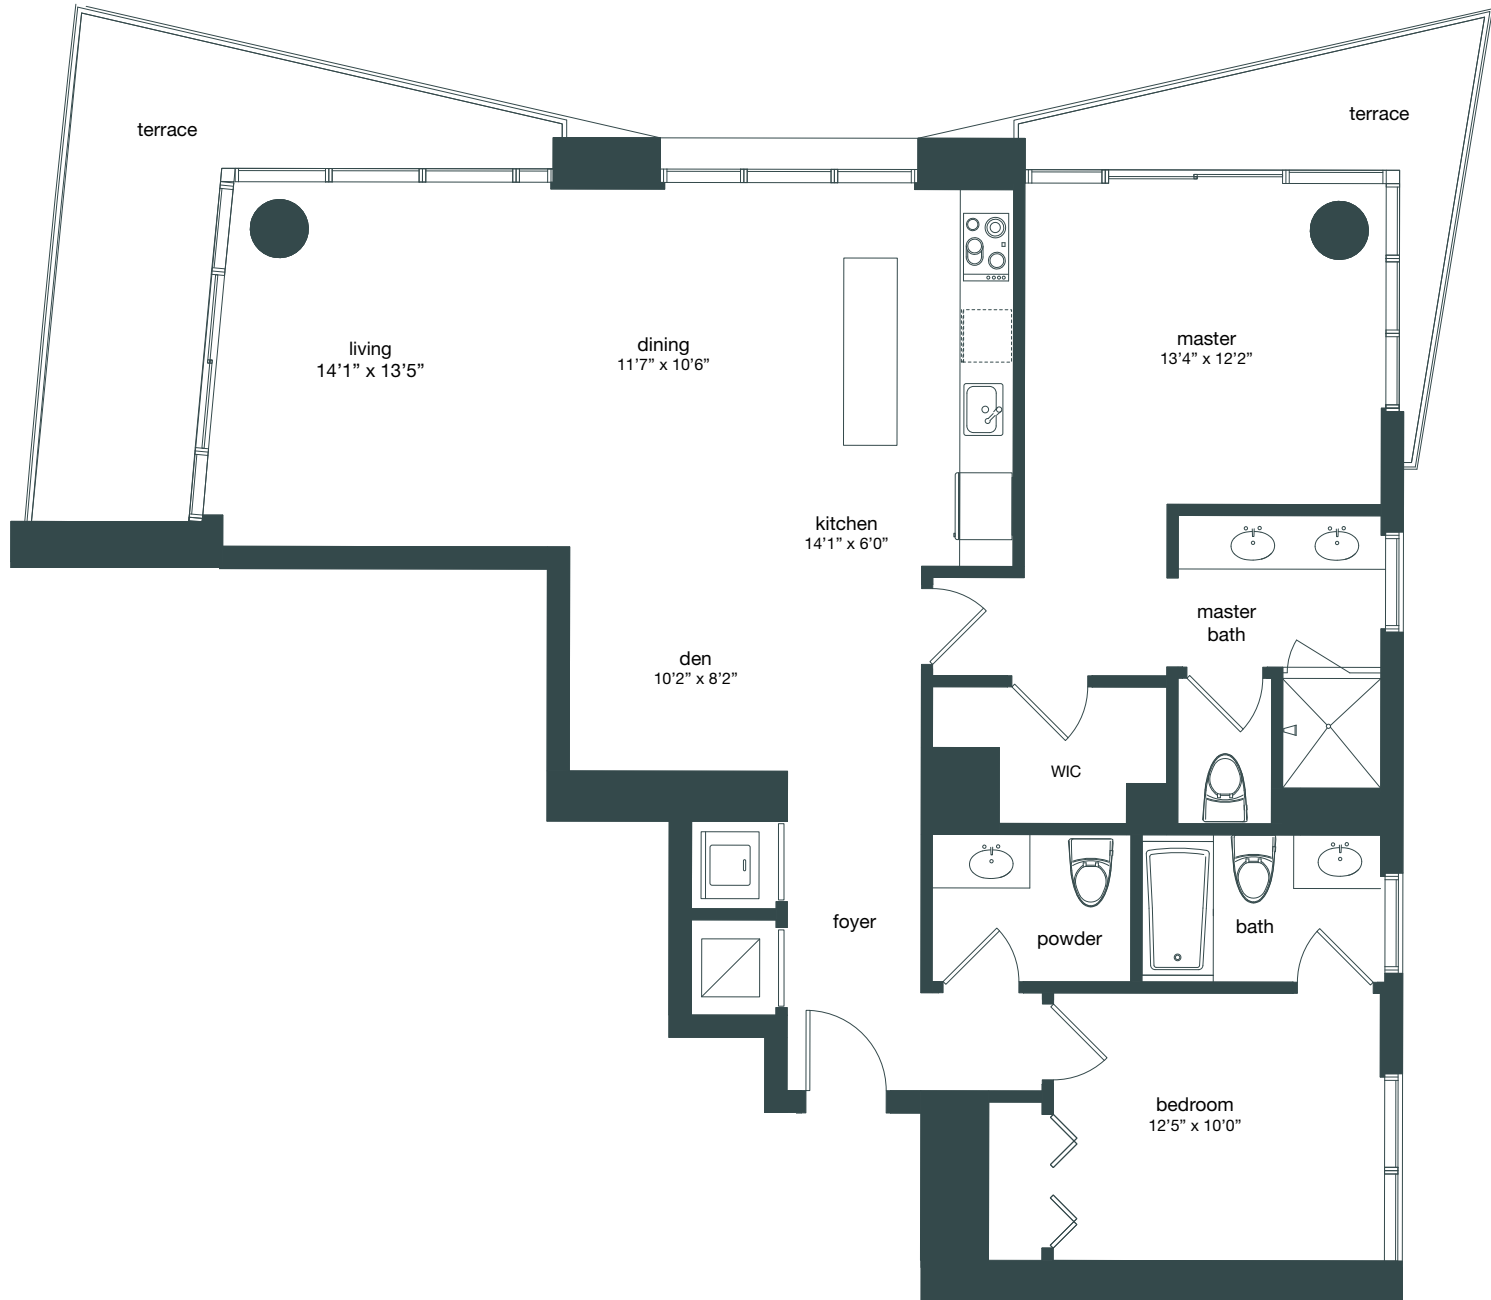 terrace
terrace
living
14’1” x 13’5”
dining
11’7” x 10’6”
master
13’4” x 12’2”
kitchen
14’1” x 6’0”
master
bath
den
10’2” x 8’2”
WIC
foyer
powder
bath
bedroom
12’5” x 10’0”